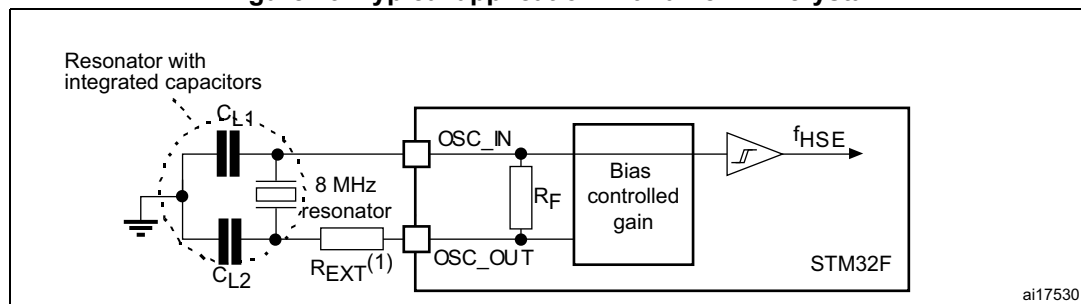 Resonator with
integrated capacitors
CL1
OSC_IN
fHSE
8 MHz
resonator
RF
Bias
controlled
gain
REXT(1)
OSC_OUT
STM32F
CL2
ai17530